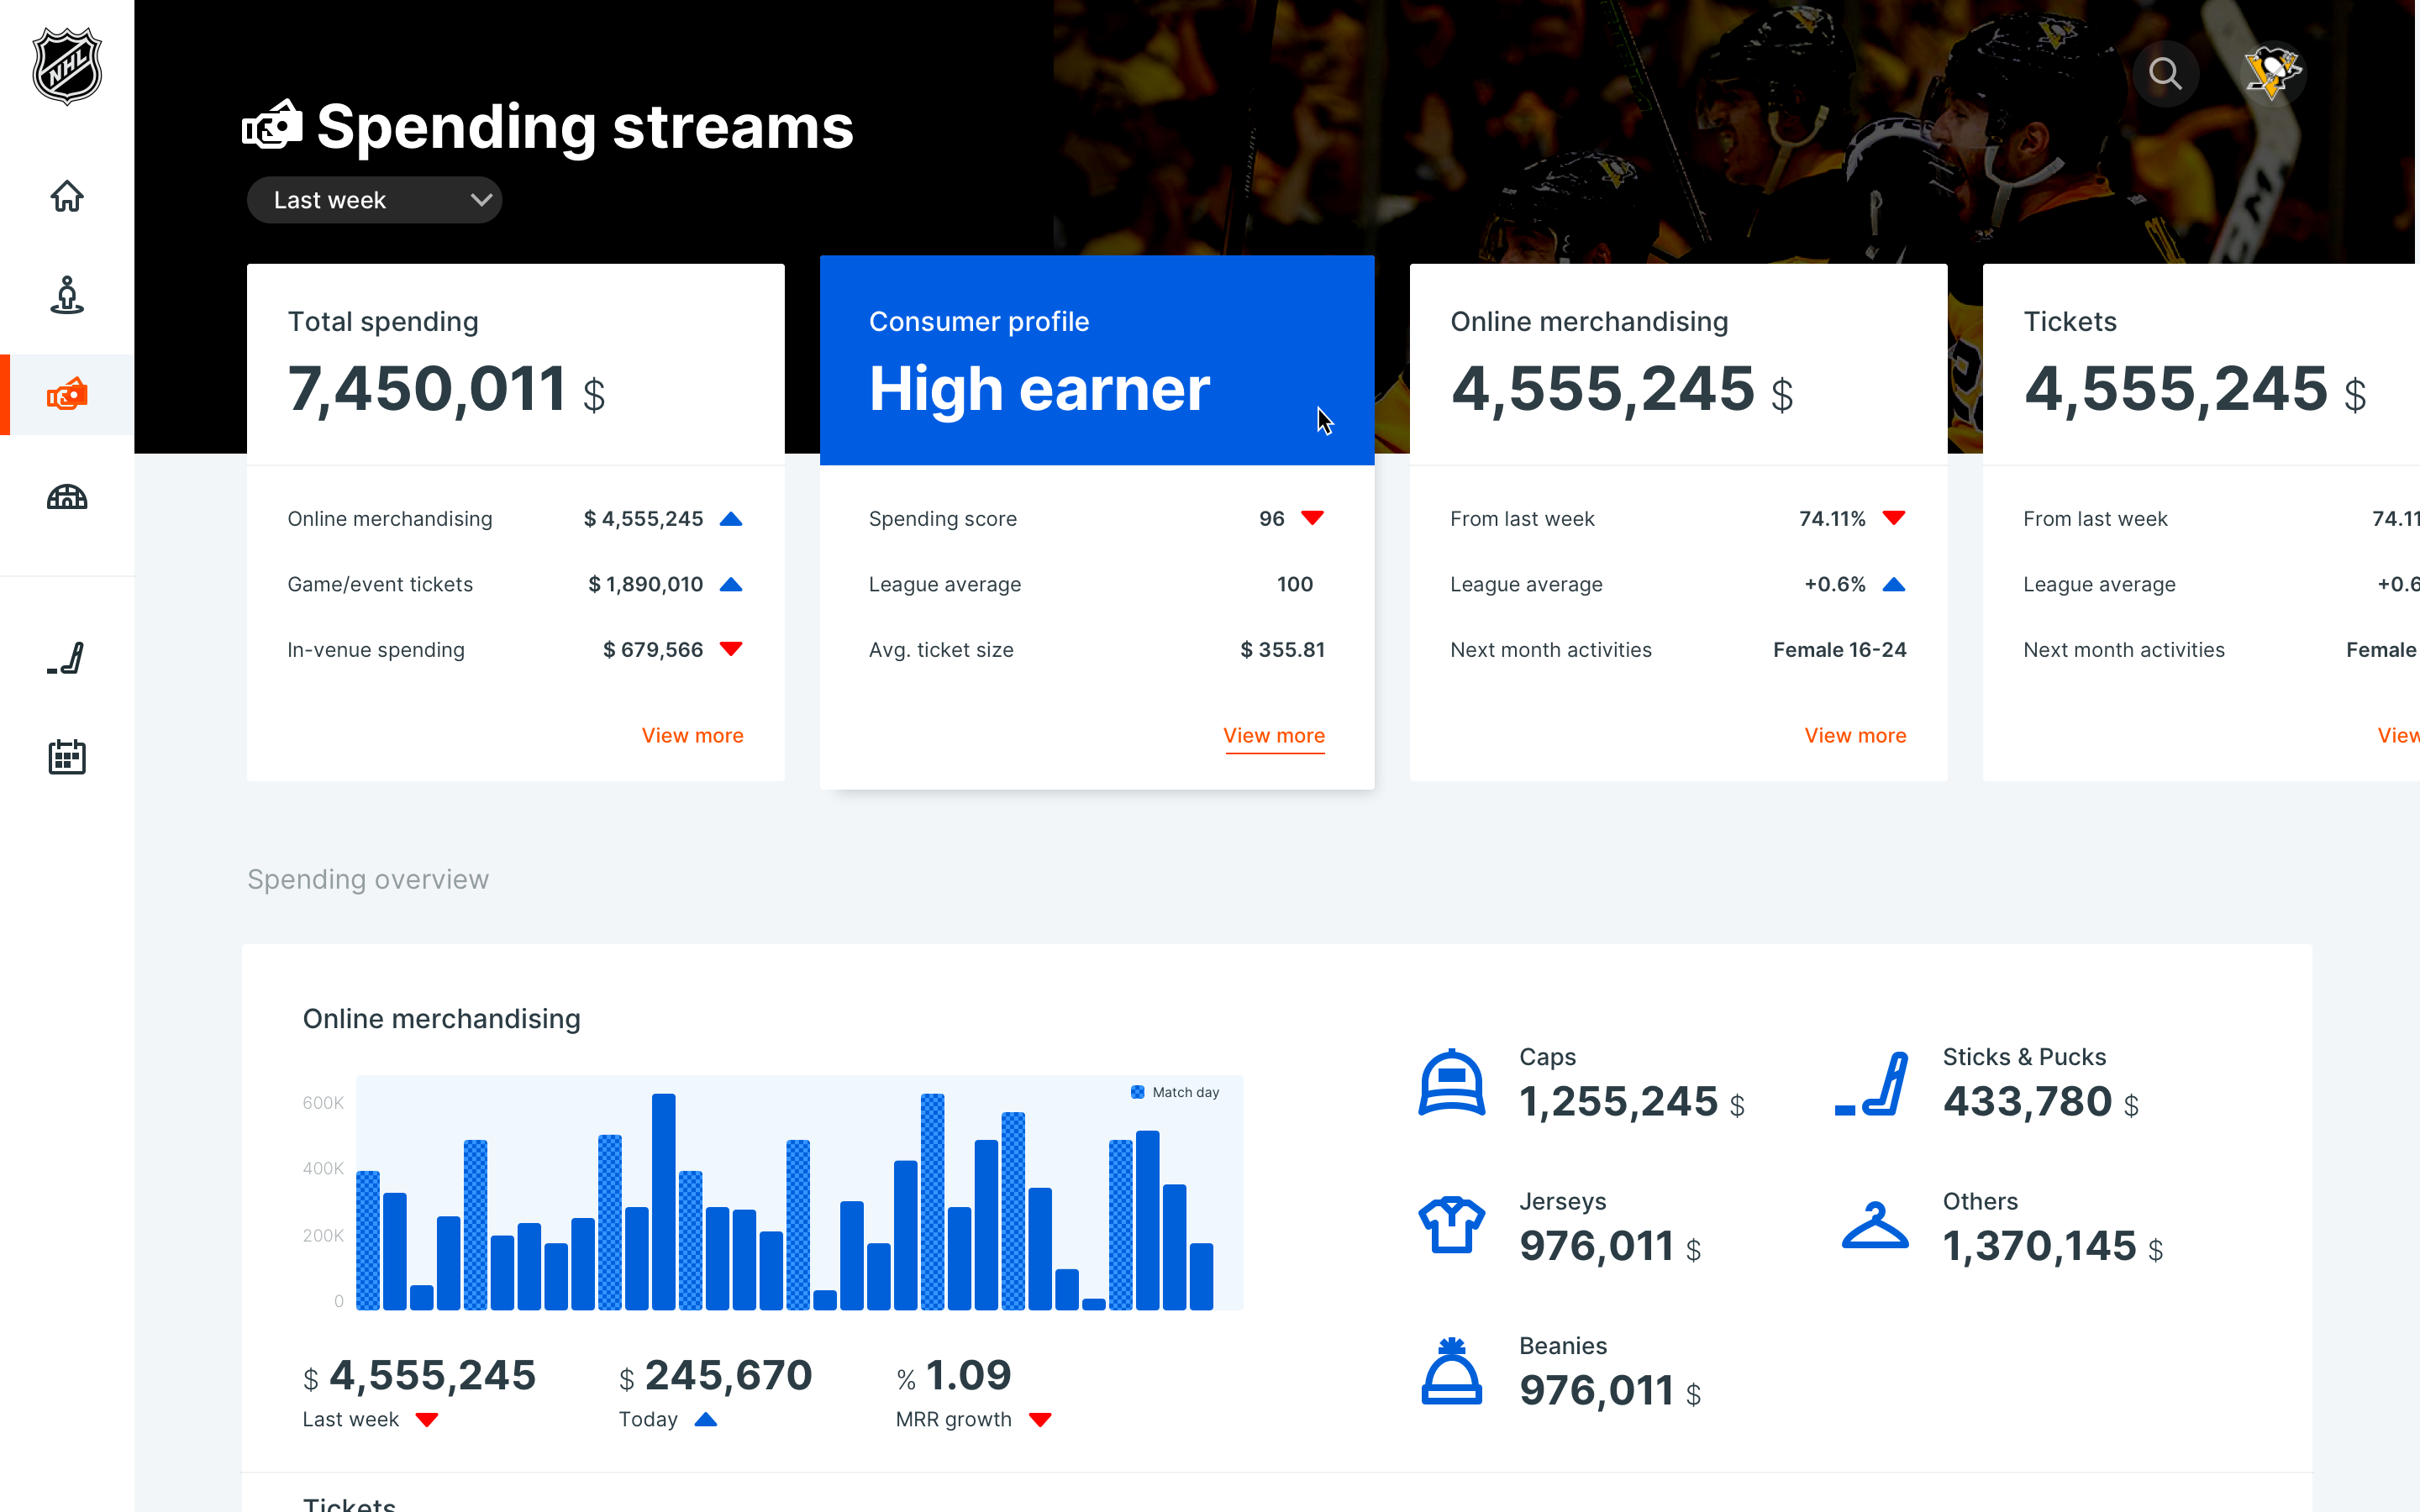 NHL
Spending streams
Last week
Total spending
7,450,011 $
Online merchandising $ 4,555,245
Game/event tickets $ 1,890,010
In-venue spending $ 679,566
View more
Consumer profile
High earner
Spending score 96
League average 100
Avg. ticket size $ 355.81
View more
Online merchandising
4,555,245 $
From last week 74.11%
League average +0.6%
Next month activities Female 16-24
View more
Tickets
4,555,245 $
From last week 74.11
League average +0.6
Next month activities Female
View
Spending overview
Online merchandising
Match day
600K
400K
200K
0
$ 4,555,245
Last week
$ 245,670
Today
% 1.09
MRR growth
Caps
1,255,245 $
Sticks & Pucks
433,780 $
Jerseys
976,011 $
Others
1,370,145 $
Beanies
976,011 $
Tickets